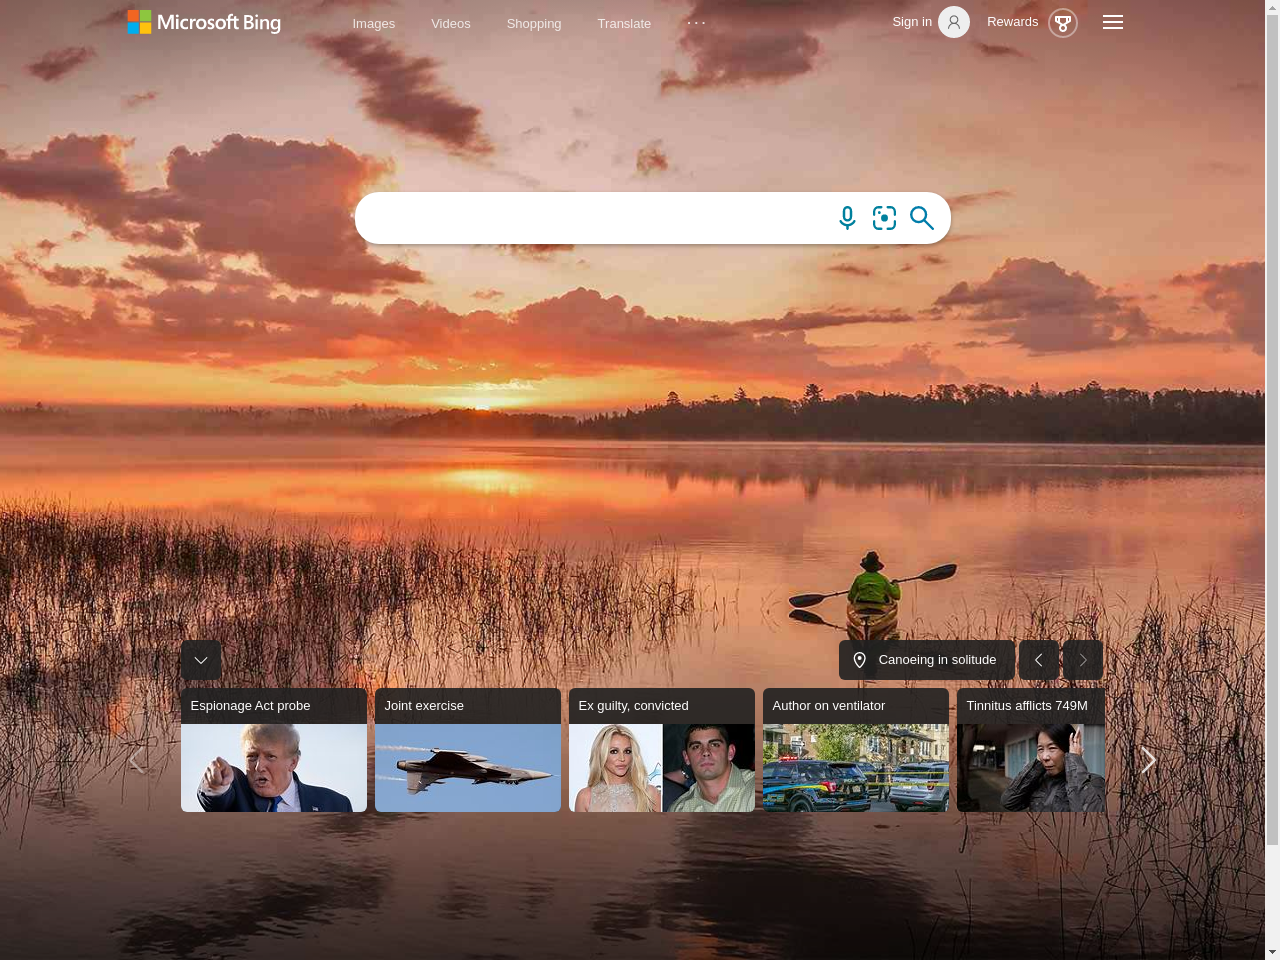 Microsoft Bing
Images
Videos
Shopping
Translate
Sign in
Rewards
Canoeing in solitude
Espionage Act probe
Joint exercise
Ex guilty, convicted
Author on ventilator
Tinnitus afflicts 749M